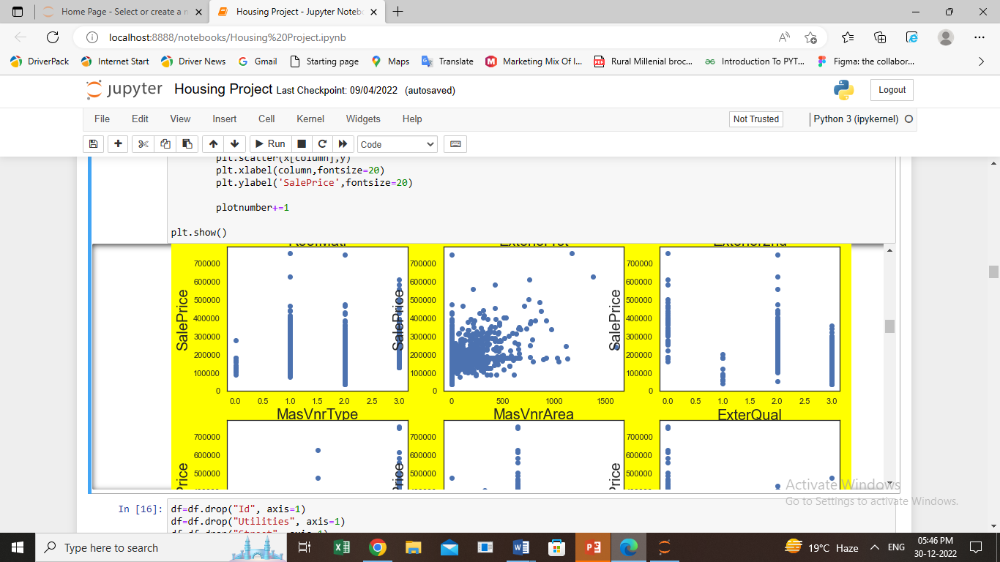 Home Page - Select or create a n
Housing Project - Jupyter Noteb
localhost:8888/notebooks/Housing%20Project.ipynb
DriverPack Internet Start Driver News Gmail Starting page Maps Translate Marketing Mix Of I... Rural Millenial broc... Introduction To PYT... Figma: the collabor...
jupyter Housing Project Last Checkpoint: 09/04/2022 (autosaved) Logout
File Edit View Insert Cell Kernel Widgets Help Not Trusted Python 3 (ipykernel)
Run Code
plt.scatter(x[column],y)
plt.xlabel(column,fontsize=20)
plt.ylabel('SalePrice',fontsize=20)
plotnumber+=1
plt.show()
RoofMatl Exterior1st Exterior2nd
700000 700000 700000
600000 600000 600000
500000 500000 500000
400000 400000 400000
300000 300000 300000
200000 200000 200000
100000 100000 100000
0 0 0
SalePrice SalePrice SalePrice
0.0 0.5 1.0 1.5 2.0 2.5 3.0 0 500 1000 1500 0.0 0.5 1.0 1.5 2.0 2.5 3.0
MasVnrType MasVnrArea ExterQual
700000 700000 700000
600000 600000 600000
500000 500000 500000
Price Price Price
Activate Windows
Go to Settings to activate Windows.
In [16]: df=df.drop("Id", axis=1)
df=df.drop("Utilities", axis=1)
df=df.drop("Street", axis=1)
Type here to search
19°C Haze ENG 05:46 PM
30-12-2022